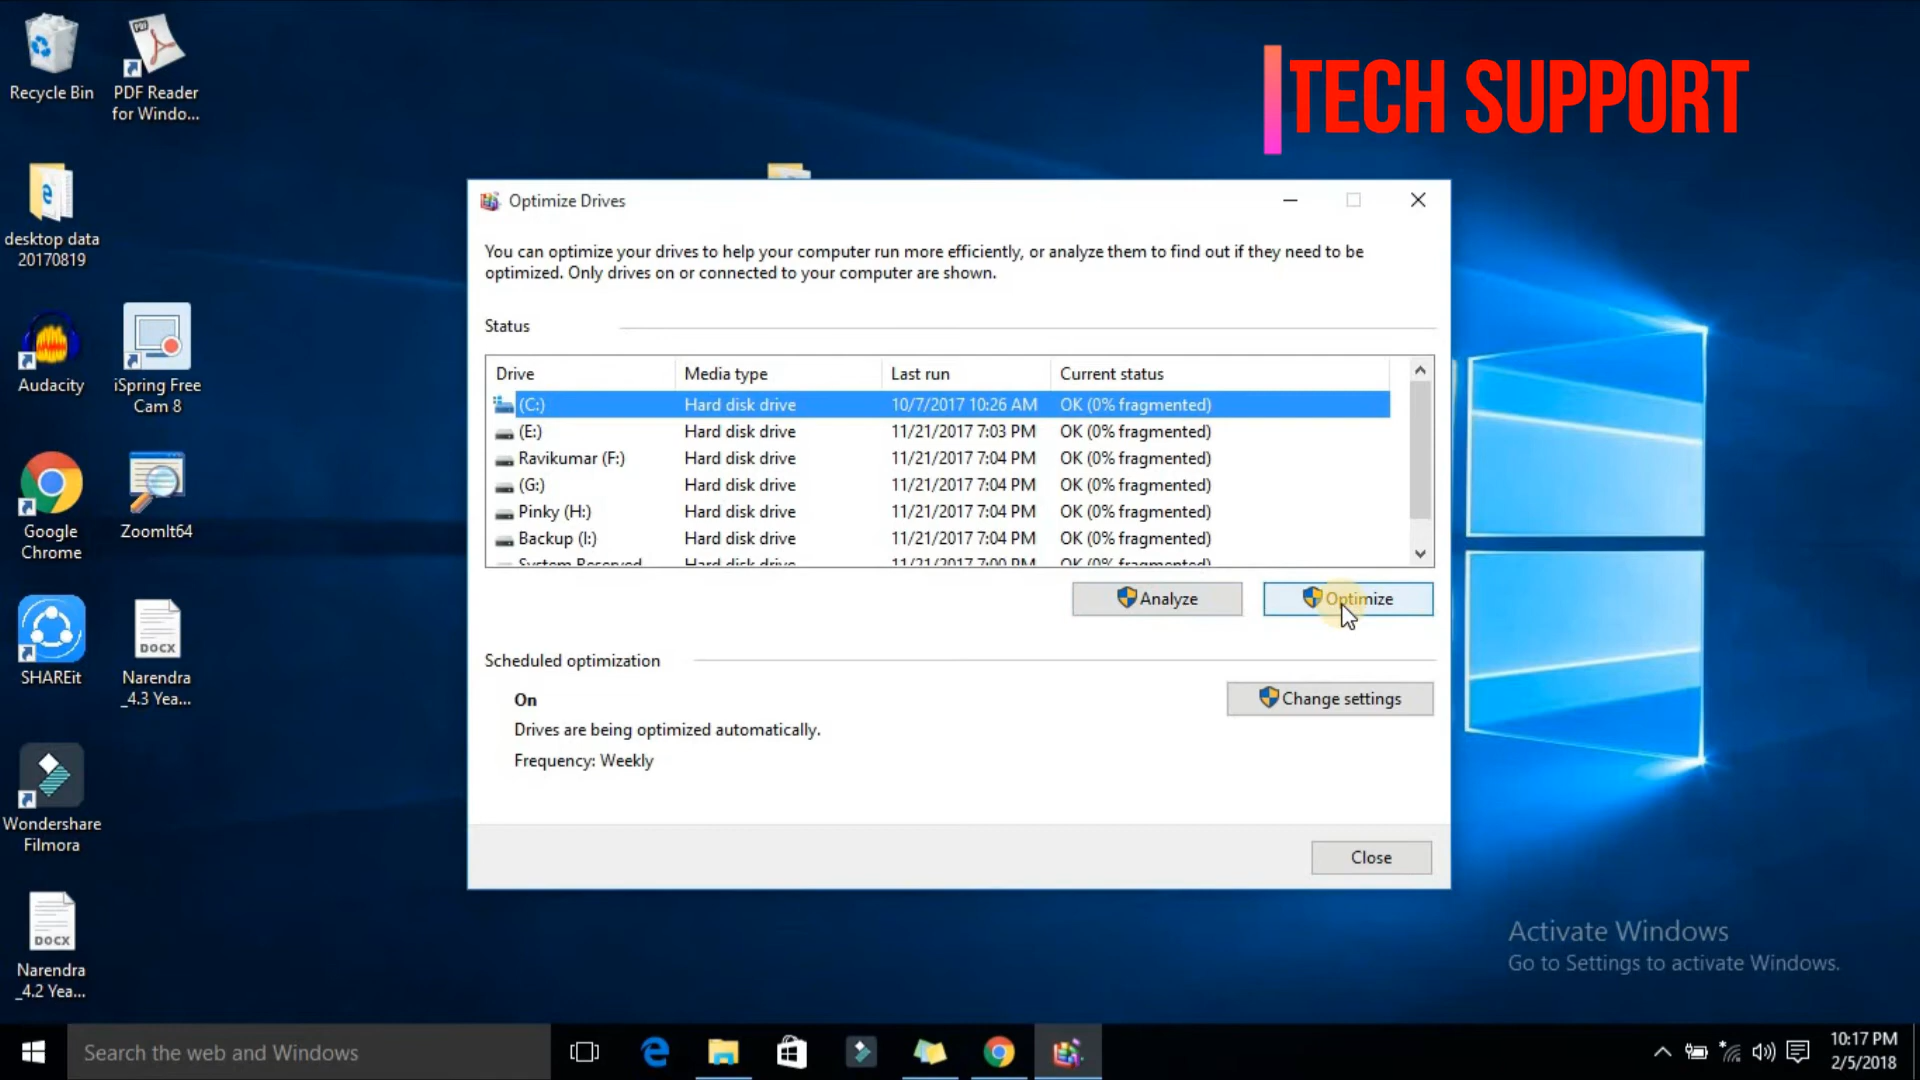 Recycle Bin
PDF Reader
for Windo...
desktop data
20170819
Audacity
iSpring Free
Cam 8
Google
Chrome
ZoomIt64
SHAREit
DOCX
Narendra
_4.3 Yea...
Wondershare
Filmora
DOCX
Narendra
_4.2 Yea...
TECH SUPPORT
Optimize Drives
You can optimize your drives to help your computer run more efficiently, or analyze them to find out if they need to be
optimized. Only drives on or connected to your computer are shown.
Status
Drive Media type Last run Current status
(C:) Hard disk drive 10/7/2017 10:26 AM OK (0% fragmented)
(E:) Hard disk drive 11/21/2017 7:03 PM OK (0% fragmented)
Ravikumar (F:) Hard disk drive 11/21/2017 7:04 PM OK (0% fragmented)
(G:) Hard disk drive 11/21/2017 7:04 PM OK (0% fragmented)
Pinky (H:) Hard disk drive 11/21/2017 7:04 PM OK (0% fragmented)
Backup (I:) Hard disk drive 11/21/2017 7:04 PM OK (0% fragmented)
System Reserved Hard disk drive 11/21/2017 7:00 PM OK (0% fragmented)
Analyze
Optimize
Scheduled optimization
On
Change settings
Drives are being optimized automatically.
Frequency: Weekly
Close
Activate Windows
Go to Settings to activate Windows.
Search the web and Windows
10:17 PM
2/5/2018